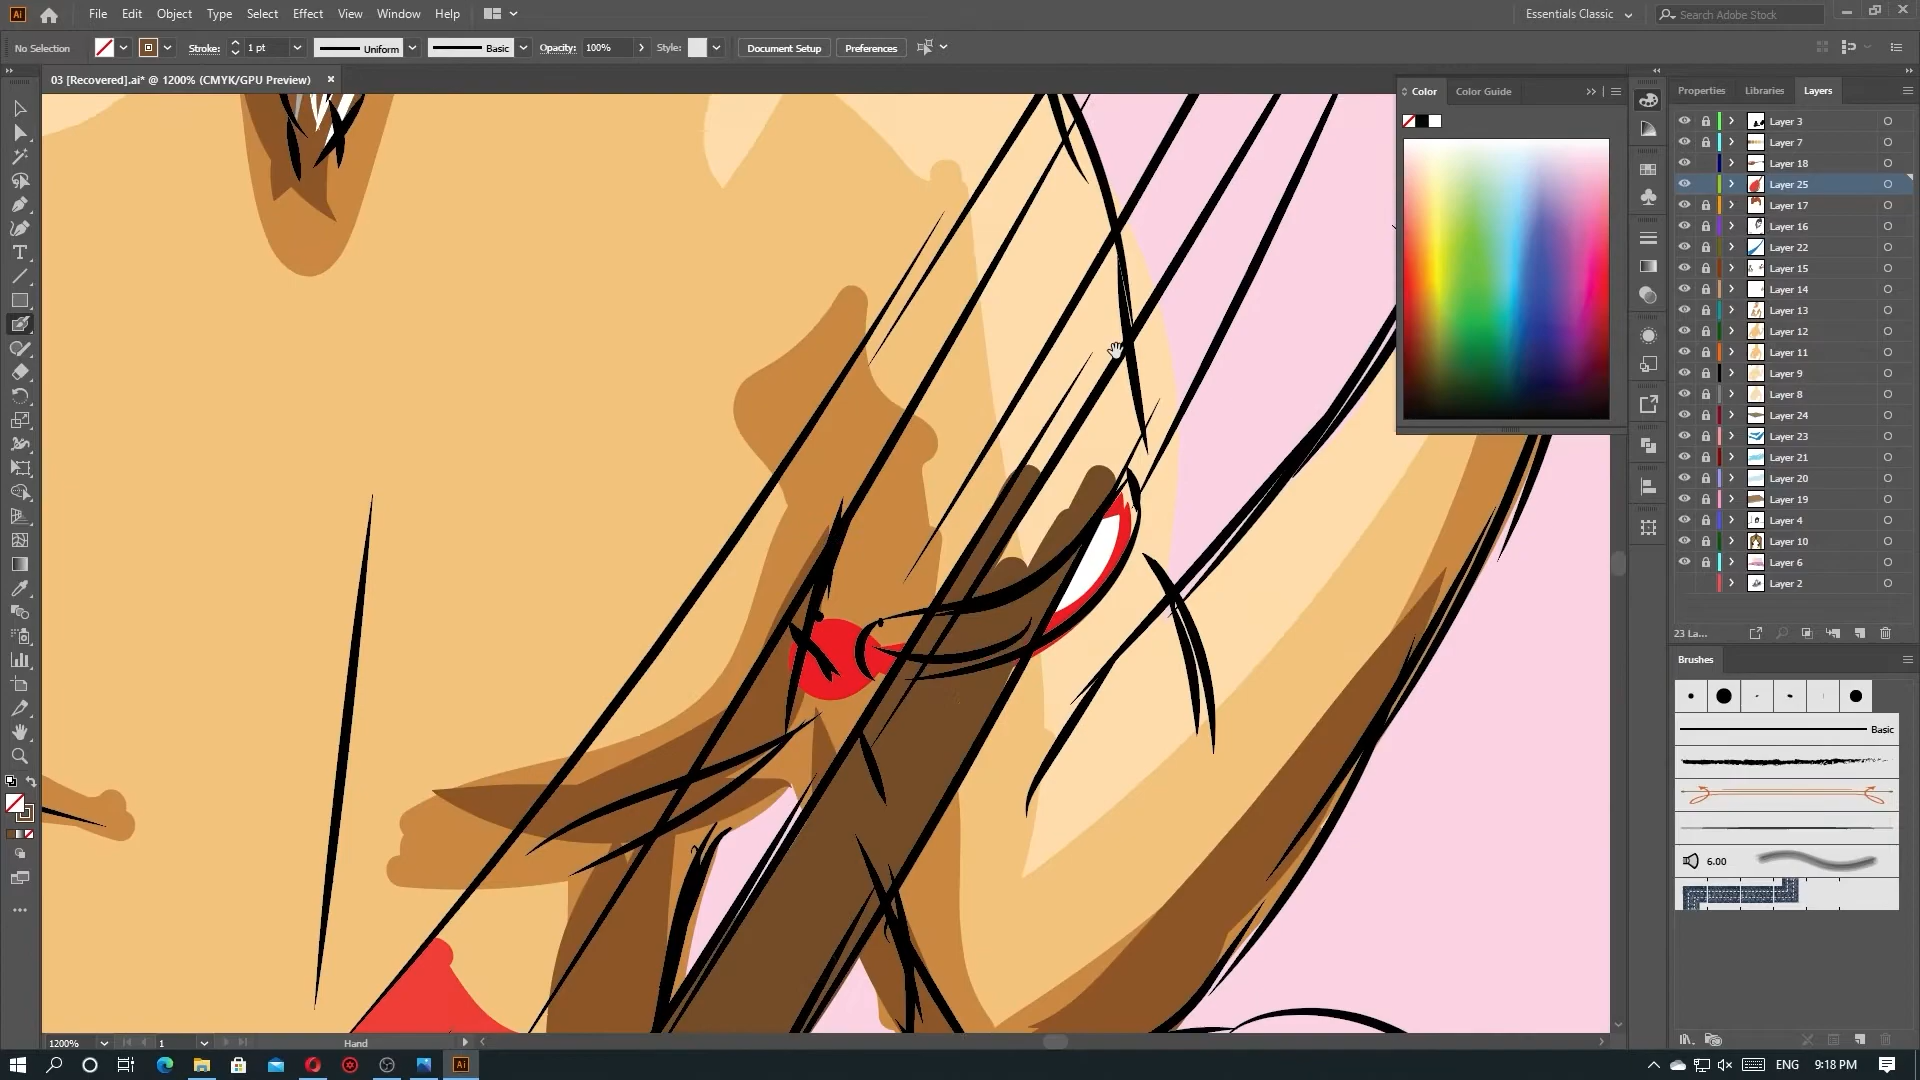 Ai File Edit Object Type Select Effect View Window Help Essentials Classic Search Adobe Stock
No Selection Stroke: 1 pt Uniform Basic Opacity: 100% Style: Document Setup Preferences
03 [Recovered].ai* @ 1200% (CMYK/GPU Preview)
Color Color Guide
Properties Libraries Layers
Layer 3
Layer 7
Layer 18
Layer 25
Layer 17
Layer 16
Layer 22
Layer 15
Layer 14
Layer 13
Layer 12
Layer 11
Layer 9
Layer 8
Layer 24
Layer 23
Layer 21
Layer 20
Layer 19
Layer 4
Layer 10
Layer 6
Layer 2
23 La...
Brushes
Basic
6.00
1200% 1 Hand
Ai ENG 9:18 PM